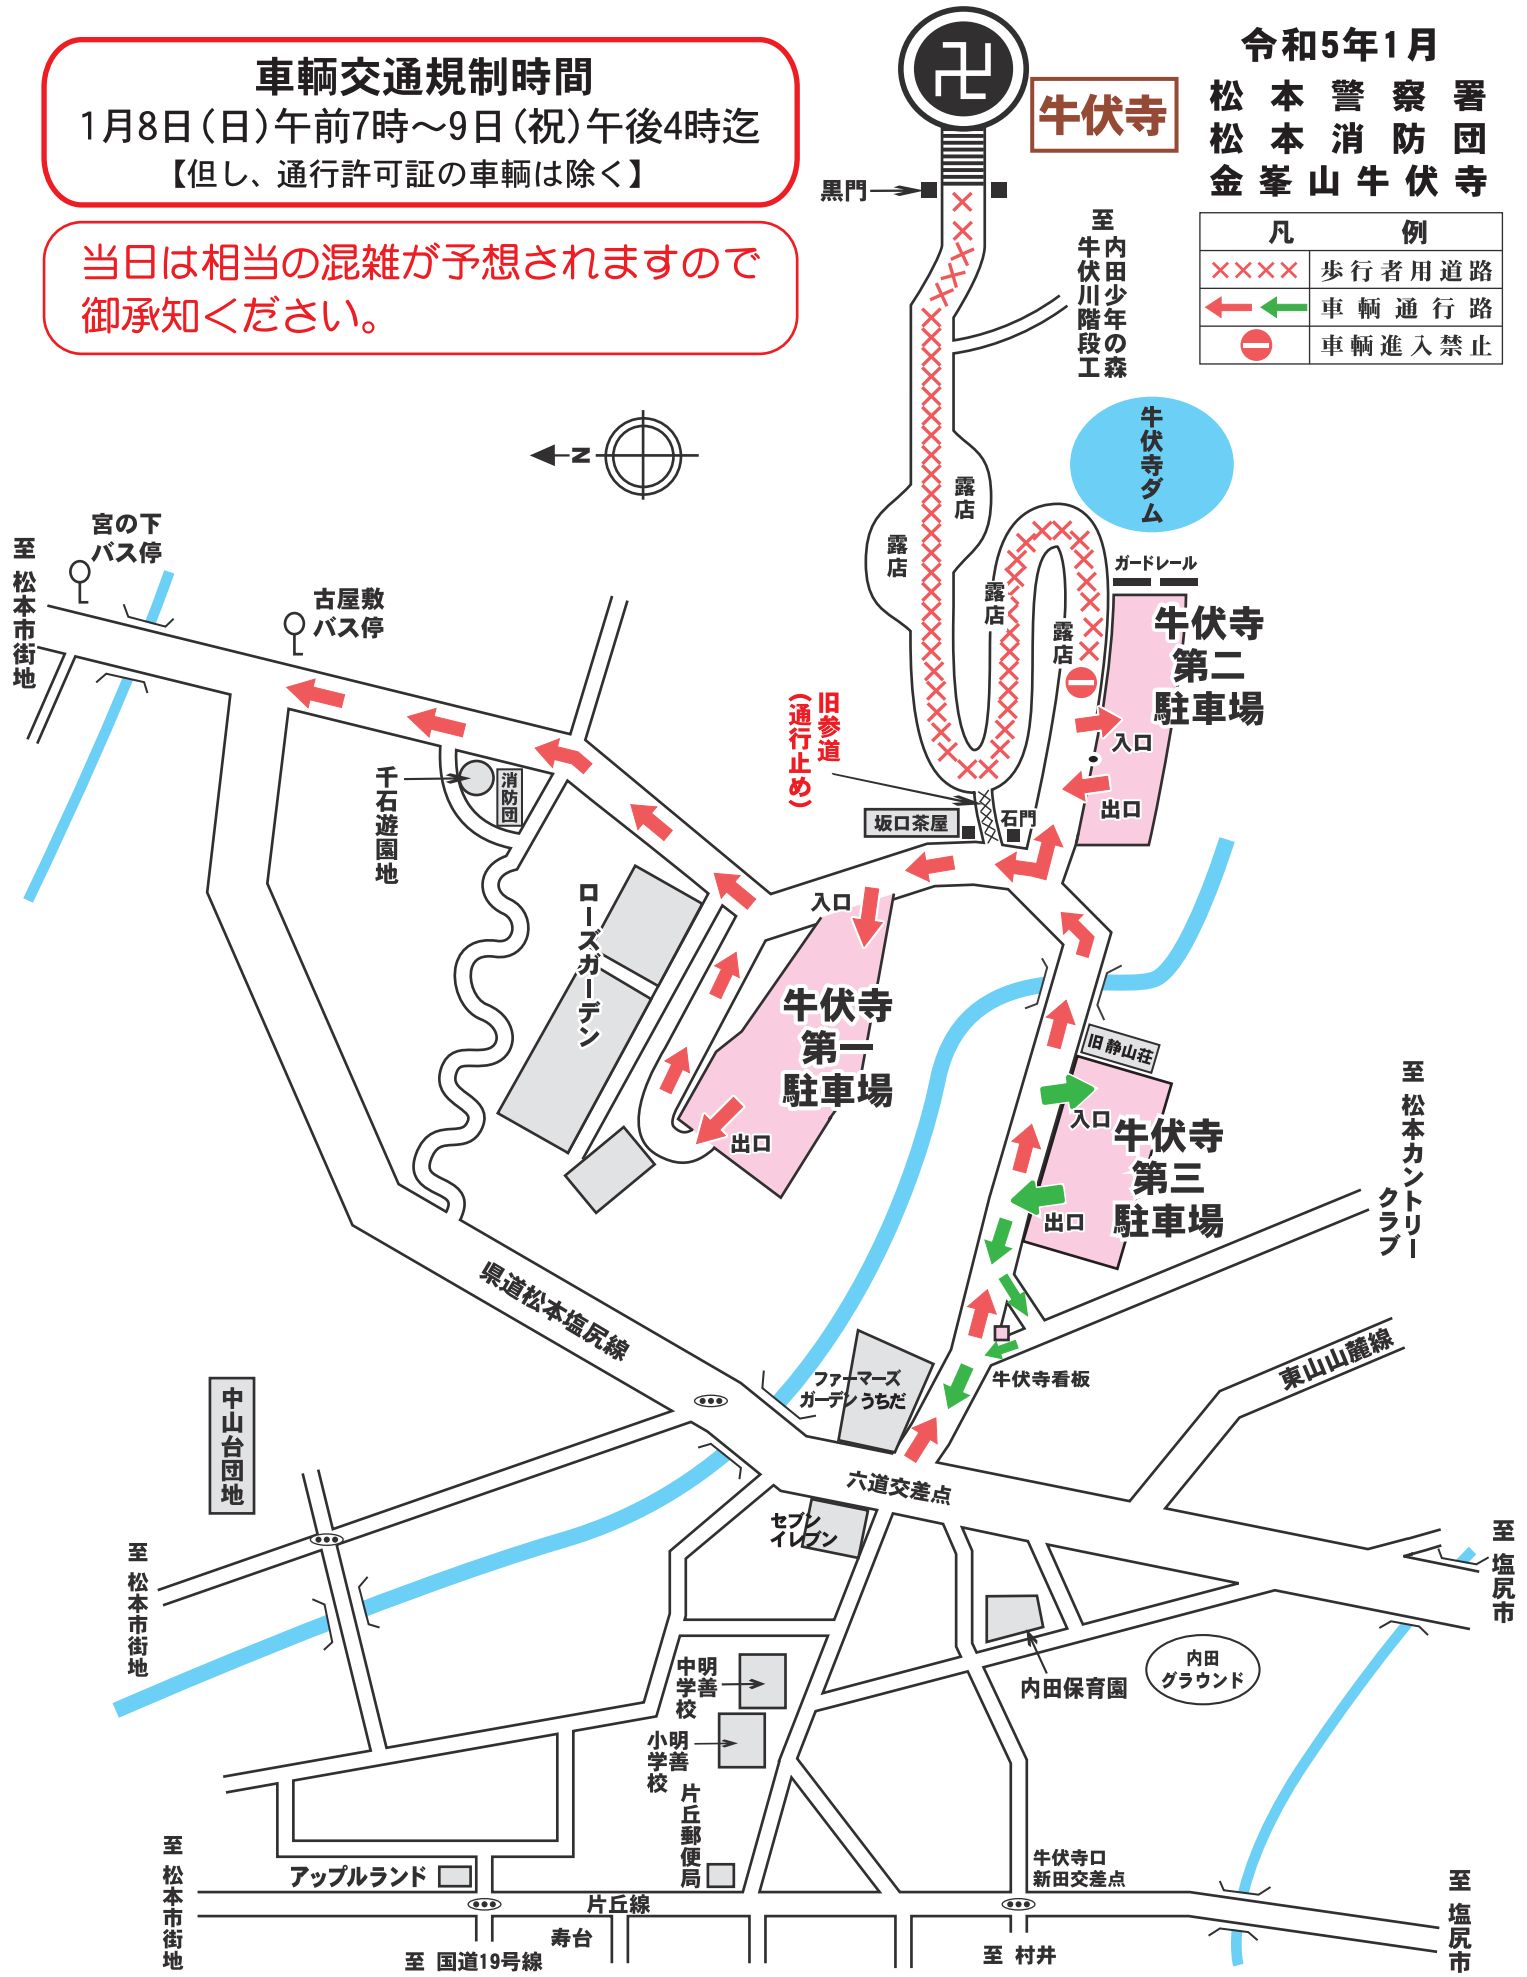 車輌交通規制時間
1月8日(日)午前7時～9日(祝)午後4時迄
【但し、通行許可証の車輌は除く】
当日は相当の混雑が予想されますので
御承知ください。
卍
牛伏寺
令和5年1月
松本警察署
松本消防団
金峯山牛伏寺
凡例
歩行者用道路
車輌通行路
車輌進入禁止
黒門
至
内田少年の森
牛伏川階段工
牛伏寺ダム
N
露店
露店
露店
露店
ガードレール
牛伏寺
第二
駐車場
入口
出口
宮の下
バス停
至 松本市街地
古屋敷
バス停
旧参道
(通行止め)
千石遊園地
消防団
坂口茶屋
石門
ローズガーデン
入口
牛伏寺
第一
駐車場
出口
旧 静山荘
入口
牛伏寺
第三
駐車場
出口
至 松本カントリー
クラブ
県道松本塩尻線
ファーマーズ
ガーデン うちだ
牛伏寺看板
東山山麓線
中山台団地
六道交差点
セブン
イレブン
至 塩尻市
至 松本市街地
内田
グラウンド
内田保育園
明善
中学校
明善
小学校
片丘郵便局
アップルランド
牛伏寺口
新田交差点
至 松本市街地
片丘線
寿台
至 国道19号線
至 村井
至 塩尻市